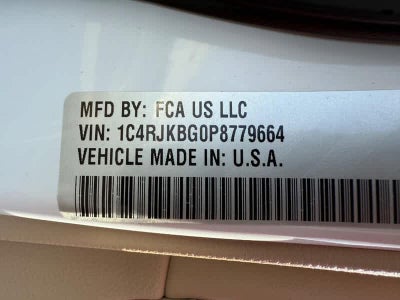 MFD BY: FCA US LLC
VIN: 1C4RJKBG0P8779664
VEHICLE MADE IN: U.S.A.